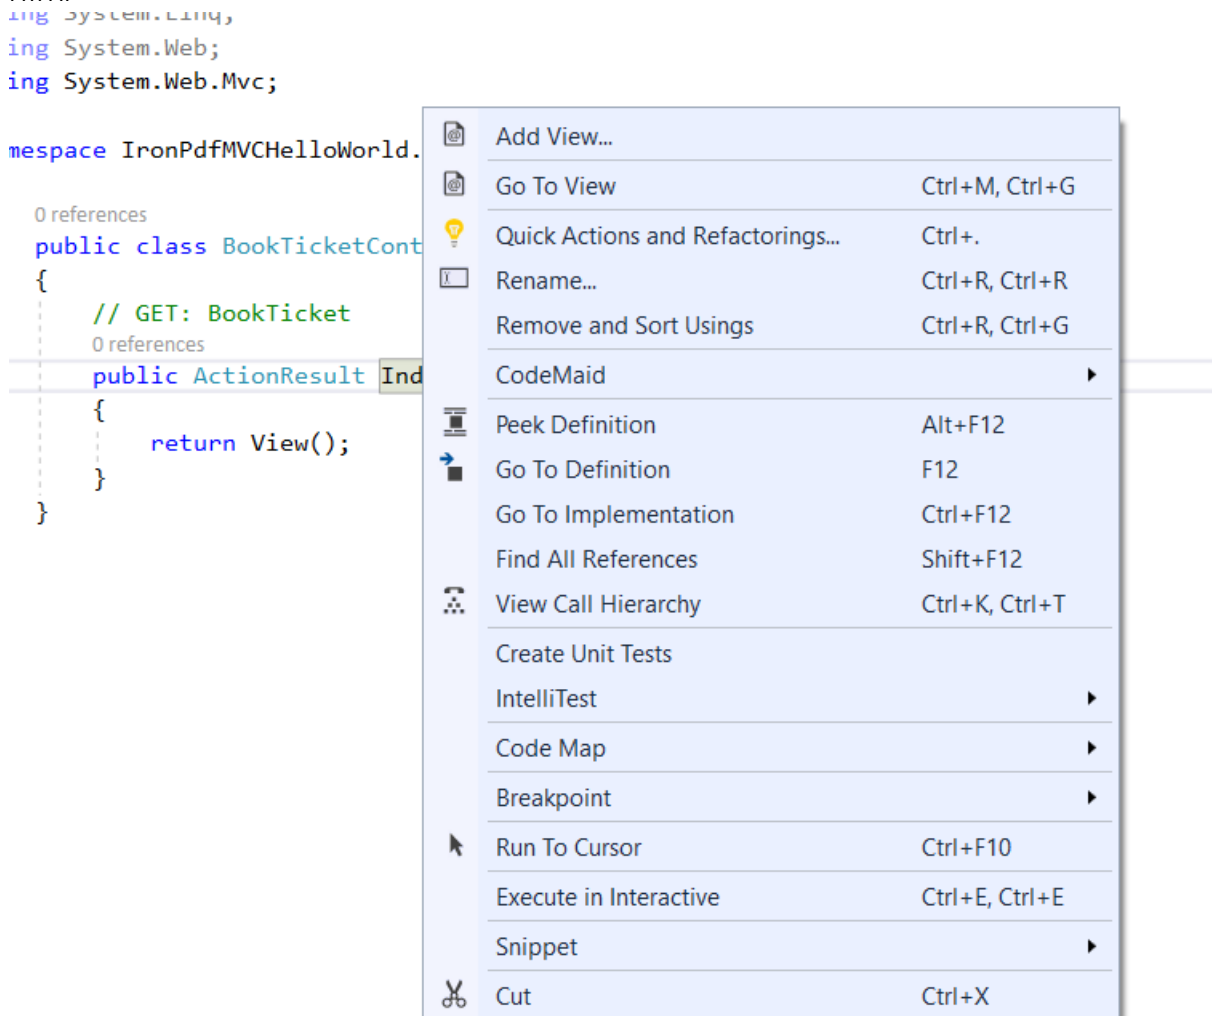 ing System.Linq;
ing System.Web;
ing System.Web.Mvc;
mespace IronPdfMVCHelloWorld.
0 references
public class BookTicketCont
{
// GET: BookTicket
0 references
public ActionResult Ind
{
return View();
}
}
Add View...
Go To View Ctrl+M, Ctrl+G
Quick Actions and Refactorings... Ctrl+.
Rename... Ctrl+R, Ctrl+R
Remove and Sort Usings Ctrl+R, Ctrl+G
CodeMaid
Peek Definition Alt+F12
Go To Definition F12
Go To Implementation Ctrl+F12
Find All References Shift+F12
View Call Hierarchy Ctrl+K, Ctrl+T
Create Unit Tests
IntelliTest
Code Map
Breakpoint
Run To Cursor Ctrl+F10
Execute in Interactive Ctrl+E, Ctrl+E
Snippet
Cut Ctrl+X